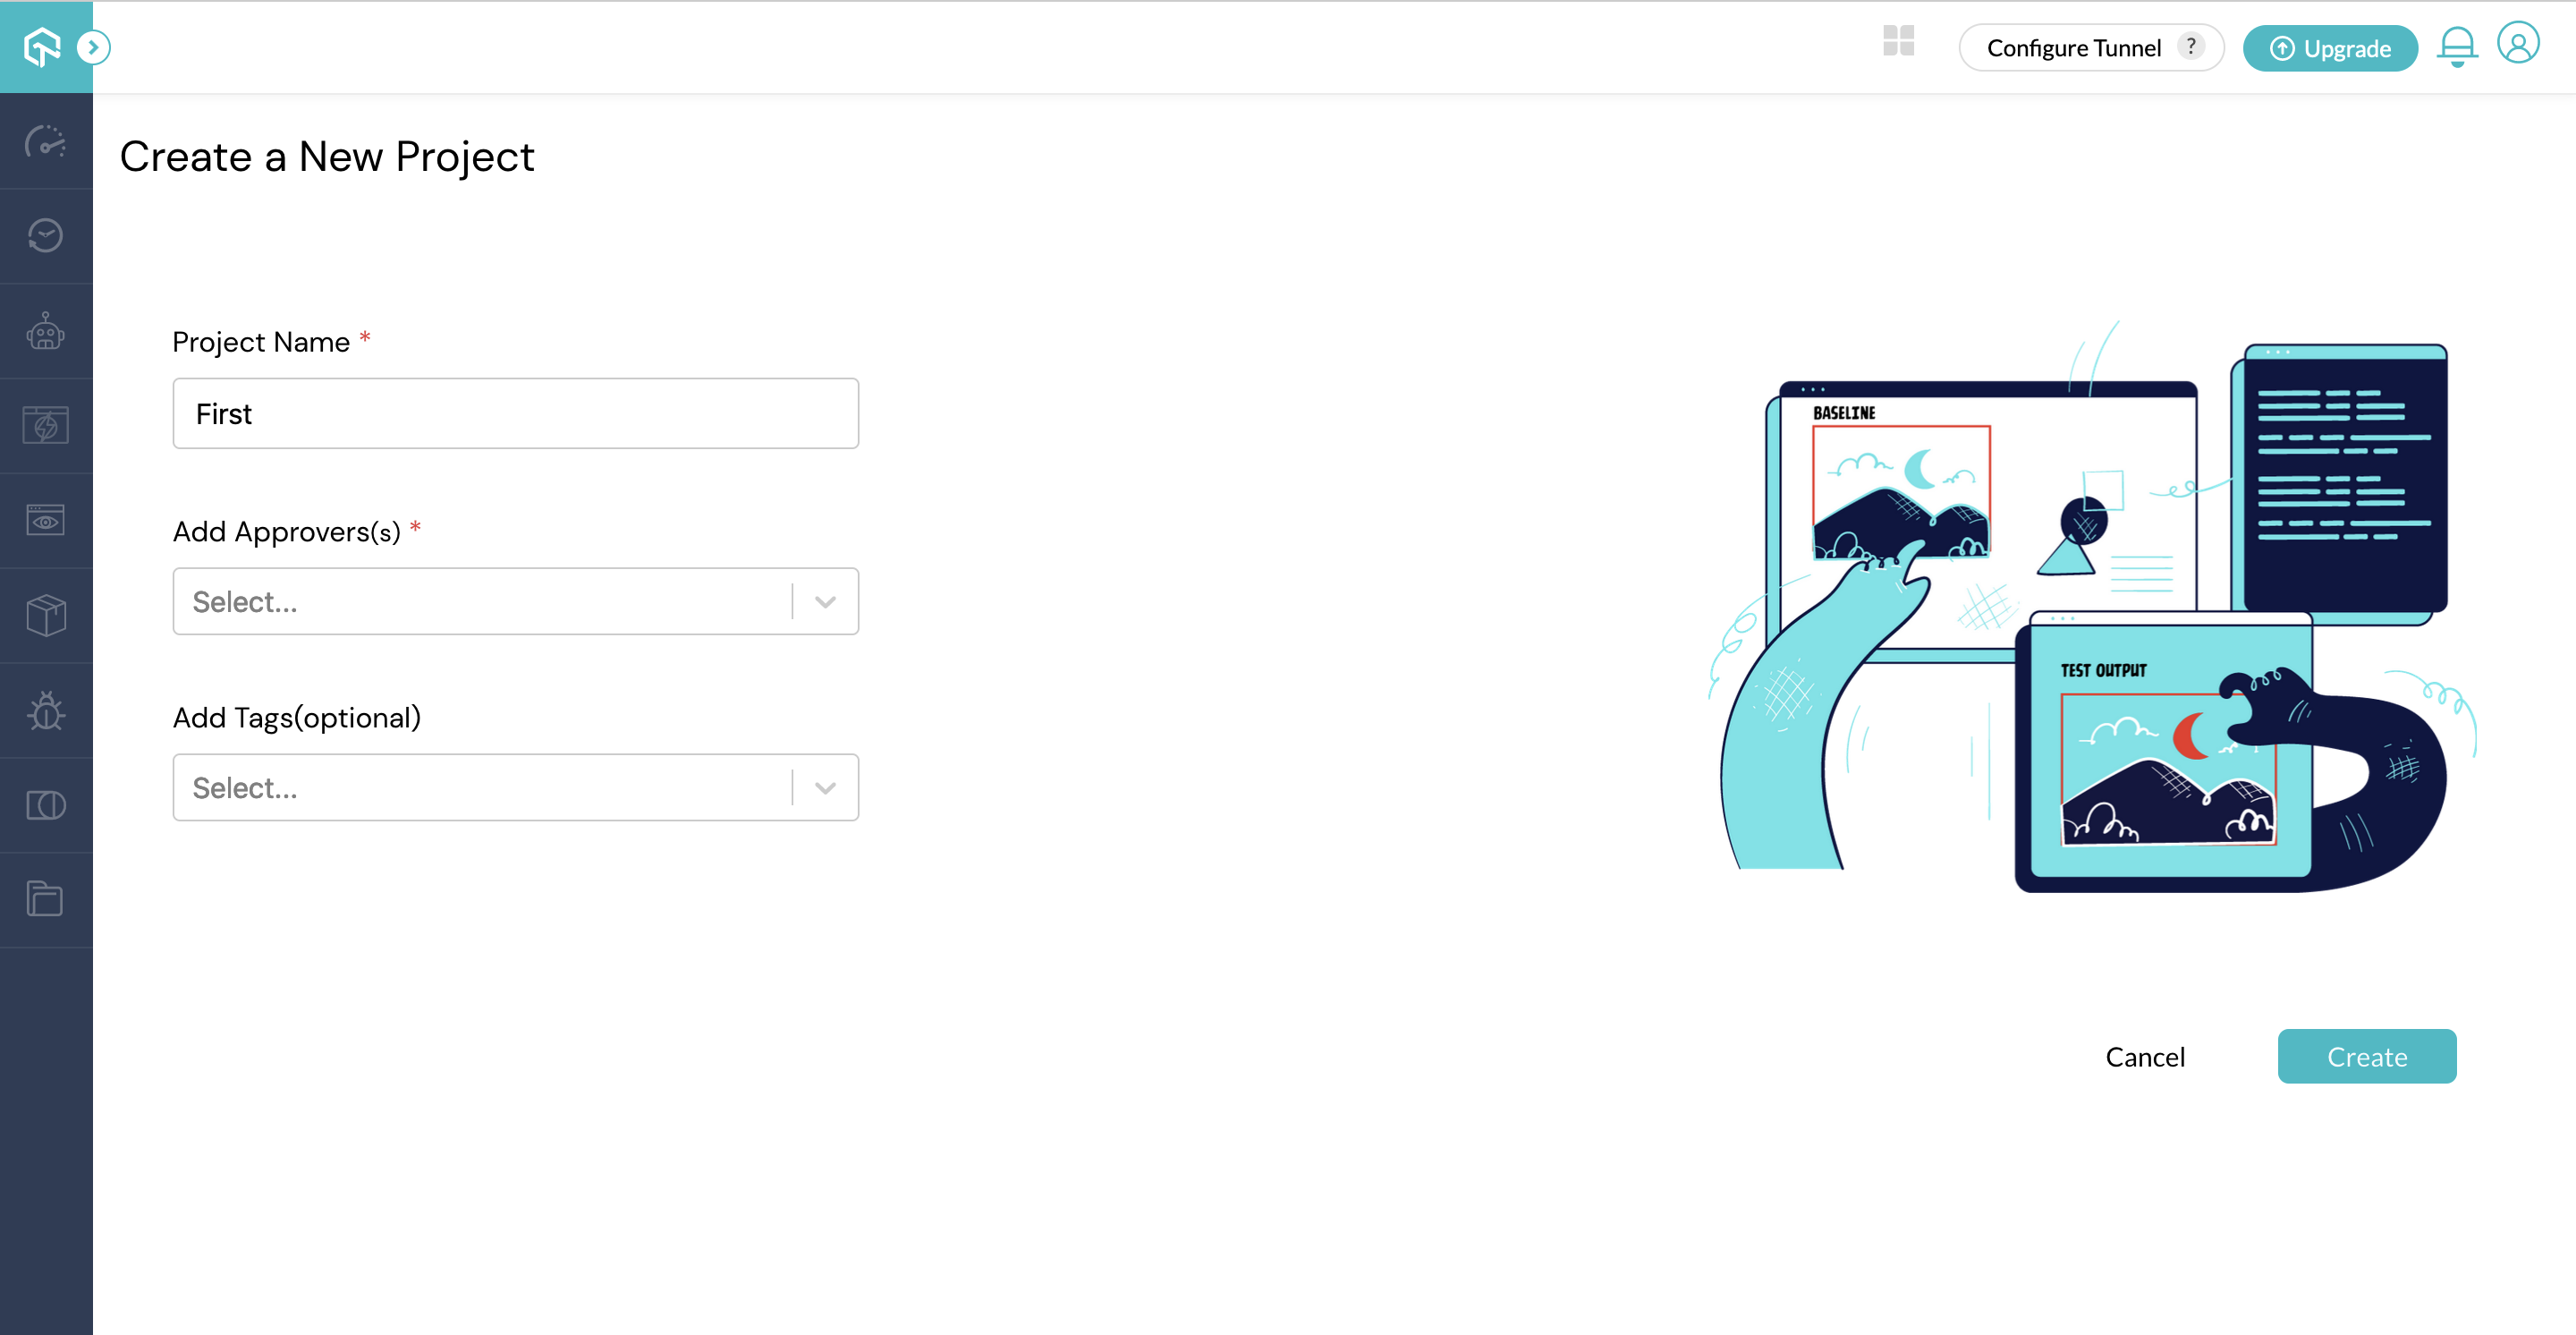 Configure Tunnel ? Upgrade
Create a New Project
Project Name *
First
Add Approvers(s) *
Select...
Add Tags(optional)
Select...
BASELINE
TEST OUTPUT
Cancel Create